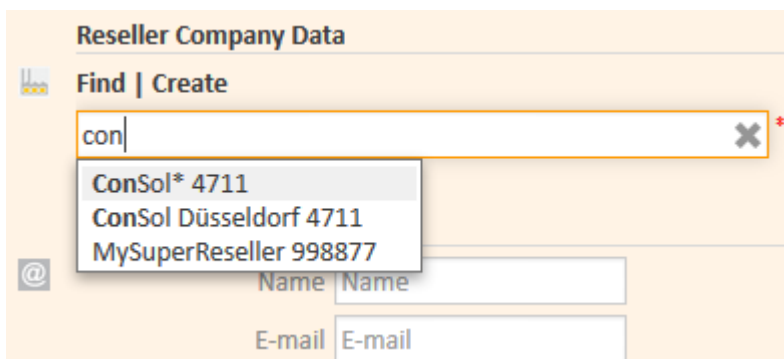 Reseller Company Data
Find | Create
con
*
ConSol* 4711
ConSol Düsseldorf 4711
MySuperReseller 998877
@
Name Name
E-mail E-mail